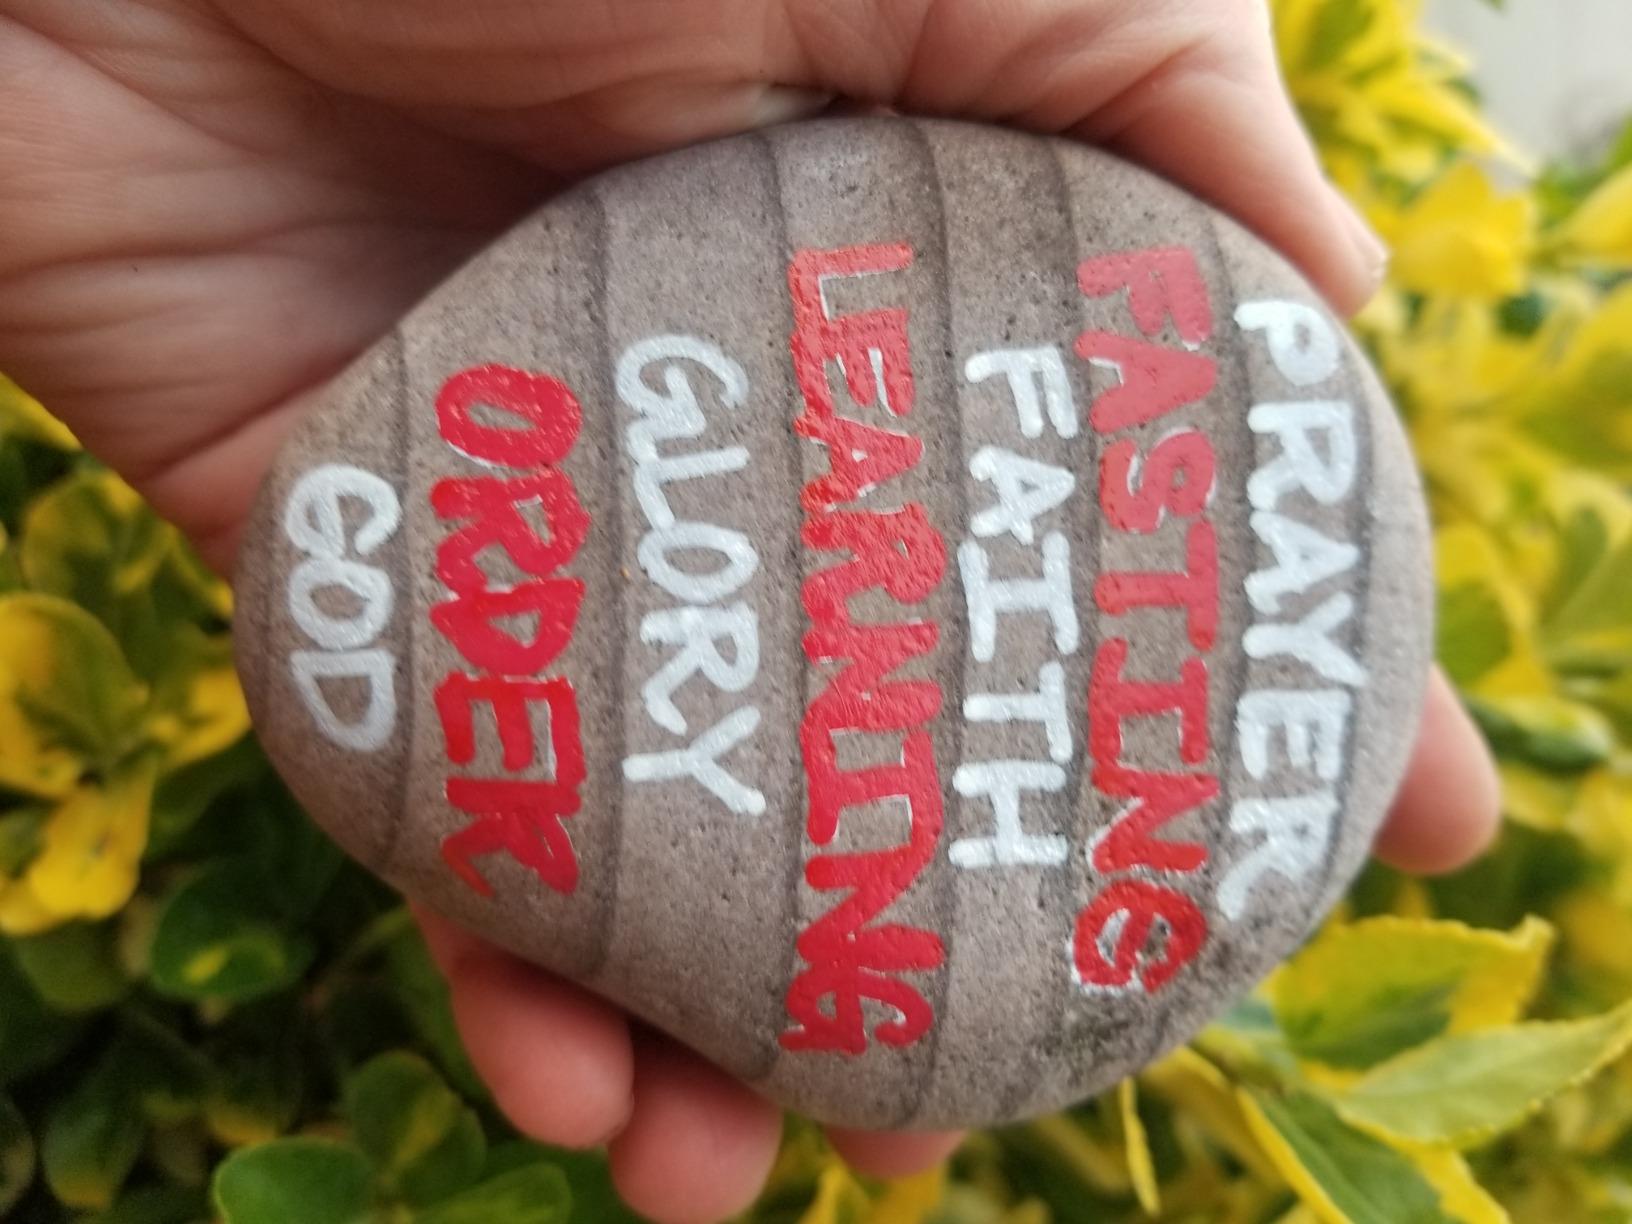 PRAYER
FASTING
FAITH
LEARNING
GLORY
ORDER
GOD